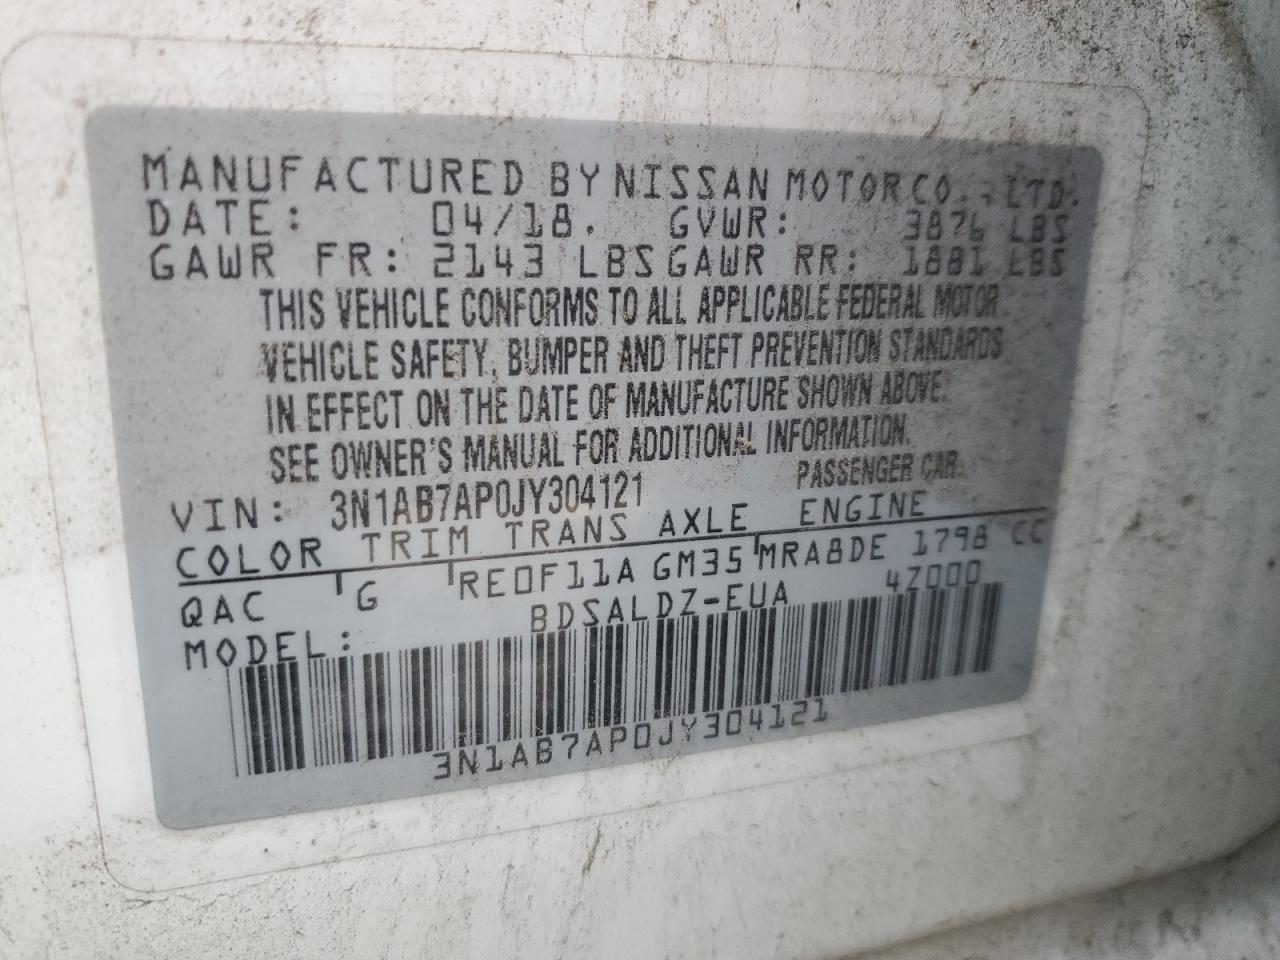 MANUFACTURED BY NISSAN MOTOR CO., LTD.
DATE: 04/18. GVWR: 3876 LBS
GAWR FR: 2143 LBS GAWR RR: 1881 LBS
THIS VEHICLE CONFORMS TO ALL APPLICABLE FEDERAL MOTOR
VEHICLE SAFETY, BUMPER AND THEFT PREVENTION STANDARDS
IN EFFECT ON THE DATE OF MANUFACTURE SHOWN ABOVE.
SEE OWNER'S MANUAL FOR ADDITIONAL INFORMATION.
VIN: 3N1AB7AP0JY304121 PASSENGER CAR
COLOR TRIM TRANS AXLE ENGINE
QAC G RE0F11A GM35 MRA8DE 1798 CC
MODEL: BDSALDZ-EUA 4Z000
3N1AB7AP0JY304121